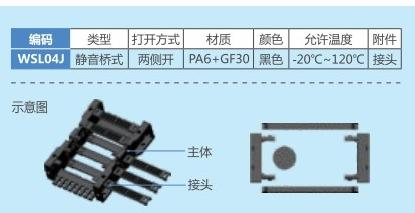 编码 类型 打开方式 材质 颜色 允许温度 附件
WSL04J 静音桥式 两侧开 PA6+GF30 黑色 -20℃~120℃ 接头
示意图
主体
接头